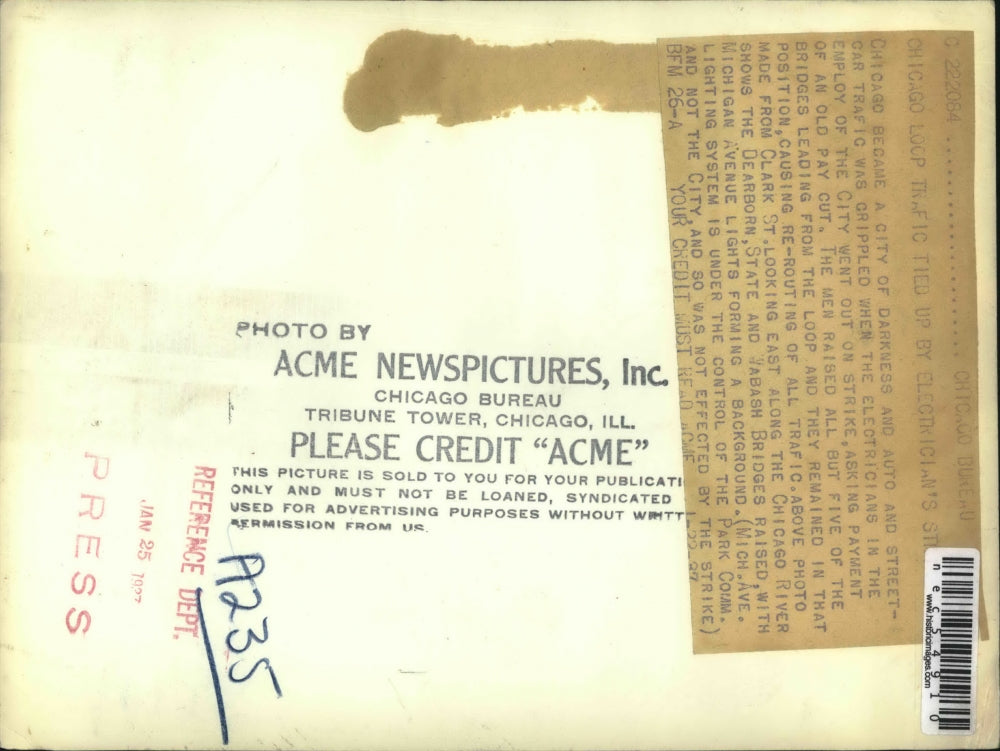 C 222084 .................... CHICAGO BUREAU
CHICAGO LOOP TRAFIC TIED UP BY ELECTRICIAN'S
CHICAGO BECAME A CITY OF DARKNESS AND AUTO AND STREET-
CAR TRAFIC WAS CRIPPLED WHEN THE ELECTRICIANS IN THE
EMPLOY OF THE CITY WENT OUT ON STRIKE, ASKING PAYMENT
OF AN OLD PAY CUT. THE MEN RAISED ALL BUT FIVE OF THE
BRIDGES LEADING FROM THE LOOP AND THEY REMAINED IN THAT
POSITION, CAUSING RE-ROUTING OF ALL TRAFIC. ABOVE PHOTO
MADE FROM CLARK ST. LOOKING EAST ALONG THE CHICAGO RIVER
SHOWS THE DEARBORN, STATE AND WABASH BRIDGES RAISED, WITH
MICHIGAN AVENUE LIGHTS FORMING A BACKGROUND. (MICH. AVE.
LIGHTING SYSTEM IS UNDER THE CONTROL OF THE PARK COMM.
AND NOT THE CITY, AND SO WAS NOT EFFECTED BY THE STRIKE)
BFM 26-A YOUR CREDIT MUST READ ACME 1-22-37
PHOTO BY
ACME NEWSPICTURES, Inc.
CHICAGO BUREAU
TRIBUNE TOWER, CHICAGO, ILL.
PLEASE CREDIT "ACME"
THIS PICTURE IS SOLD TO YOU FOR YOUR PUBLICATI
ONLY AND MUST NOT BE LOANED, SYNDICATED
USED FOR ADVERTISING PURPOSES WITHOUT WRITT
PERMISSION FROM US.
A235
REFERENCE DEPT.
JAN 25 1937
PRESS
www.historicimages.com
nec54910